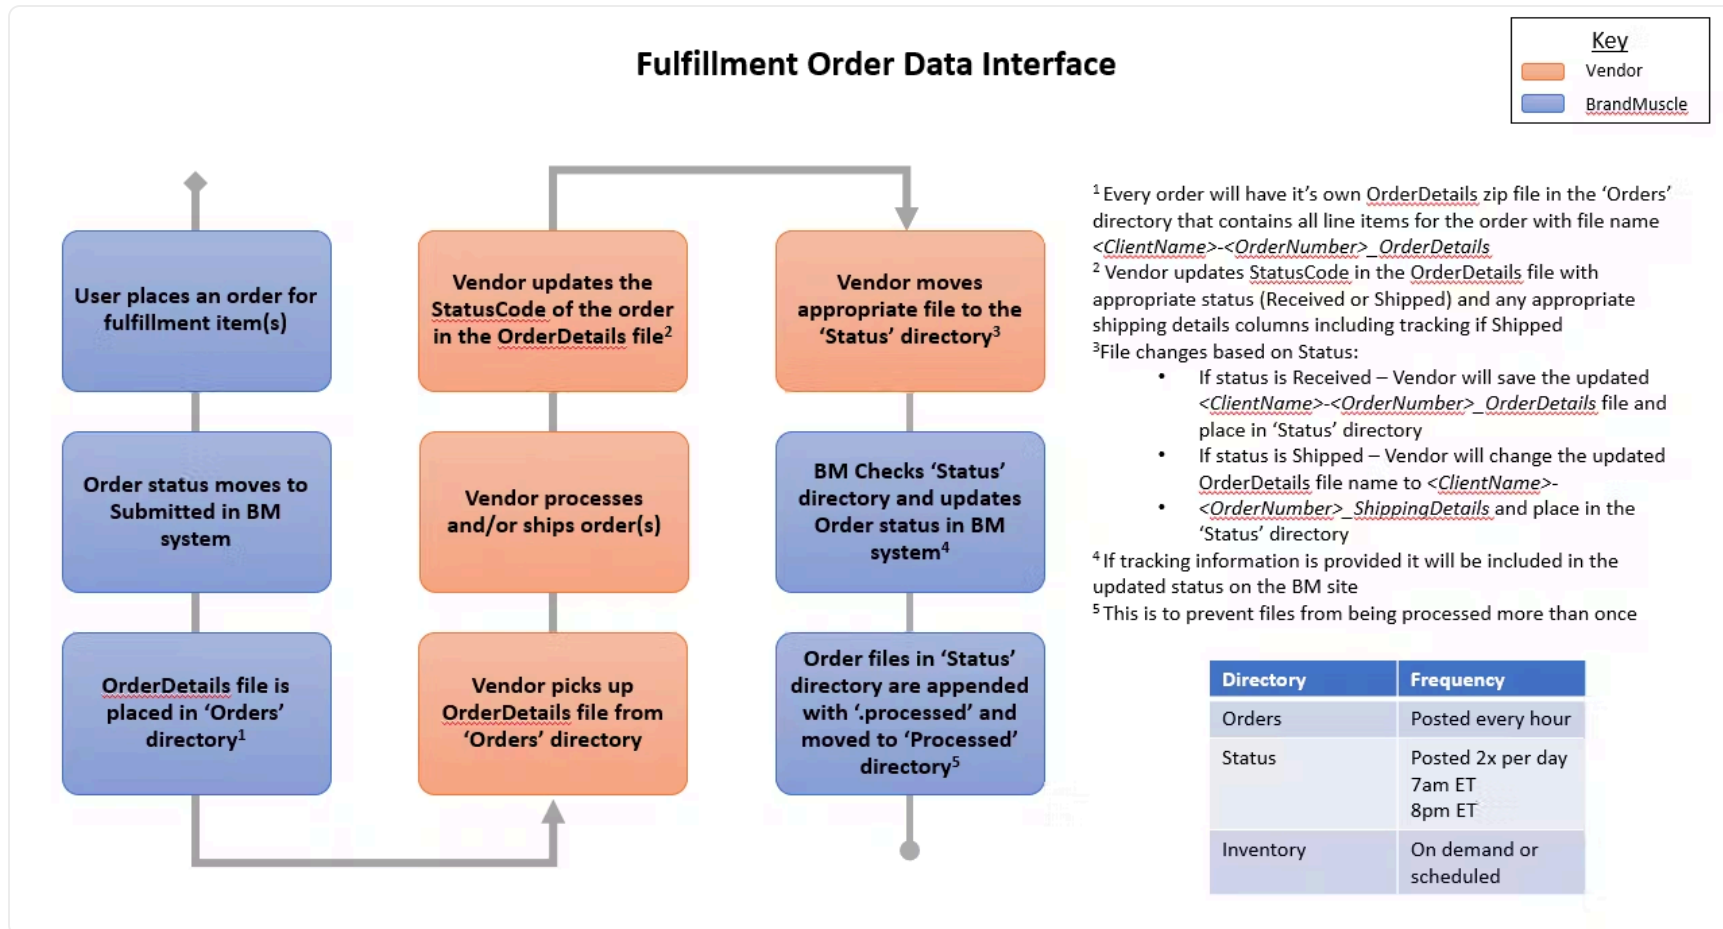 Fulfillment Order Data Interface
Key
Vendor
BrandMuscle
User places an order for
fulfillment item(s)
Order status moves to
Submitted in BM
system
OrderDetails file is
placed in ‘Orders’
directory1
Vendor picks up
OrderDetails file from
‘Orders’ directory
Vendor processes
and/or ships order(s)
Vendor updates the
StatusCode of the order
in the OrderDetails file2
Vendor moves
appropriate file to the
‘Status’ directory3
BM Checks ‘Status’
directory and updates
Order status in BM
system4
Order files in ‘Status’
directory are appended
with ‘.processed’ and
moved to ‘Processed’
directory5
1 Every order will have it’s own OrderDetails zip file in the ‘Orders’
directory that contains all line items for the order with file name
<ClientName>-<OrderNumber>_OrderDetails
2 Vendor updates StatusCode in the OrderDetails file with
appropriate status (Received or Shipped) and any appropriate
shipping details columns including tracking if Shipped
3File changes based on Status:
• If status is Received – Vendor will save the updated
<ClientName>-<OrderNumber>_OrderDetails file and
place in ‘Status’ directory
• If status is Shipped – Vendor will change the updated
OrderDetails file name to <ClientName>-
• <OrderNumber>_ShippingDetails and place in the
‘Status’ directory
4 If tracking information is provided it will be included in the
updated status on the BM site
5 This is to prevent files from being processed more than once
Directory Frequency
Orders Posted every hour
Status Posted 2x per day
7am ET
8pm ET
Inventory On demand or
scheduled